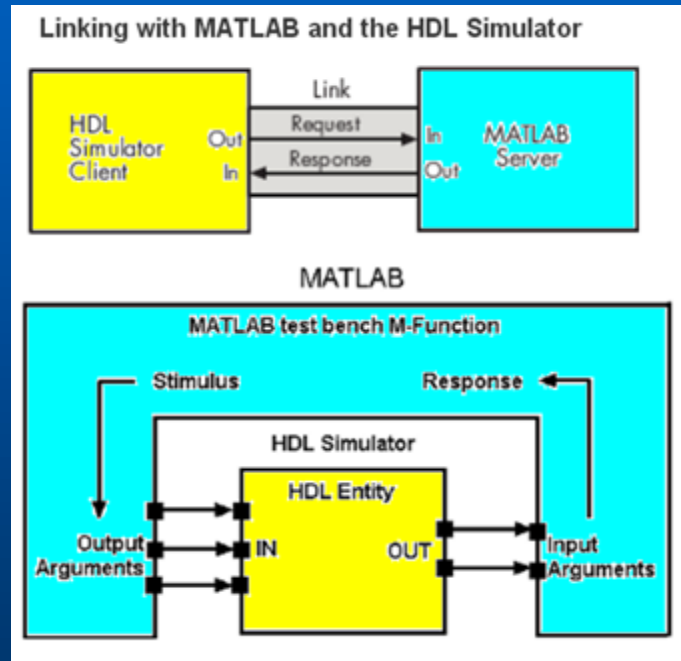 Linking with MATLAB and the HDL Simulator
Link
HDL
Simulator
Client
Out
In
Request
Response
In
Out
MATLAB
Server
MATLAB
MATLAB test bench M-Function
Stimulus
Response
HDL Simulator
HDL Entity
Output
Arguments
IN
OUT
Input
Arguments